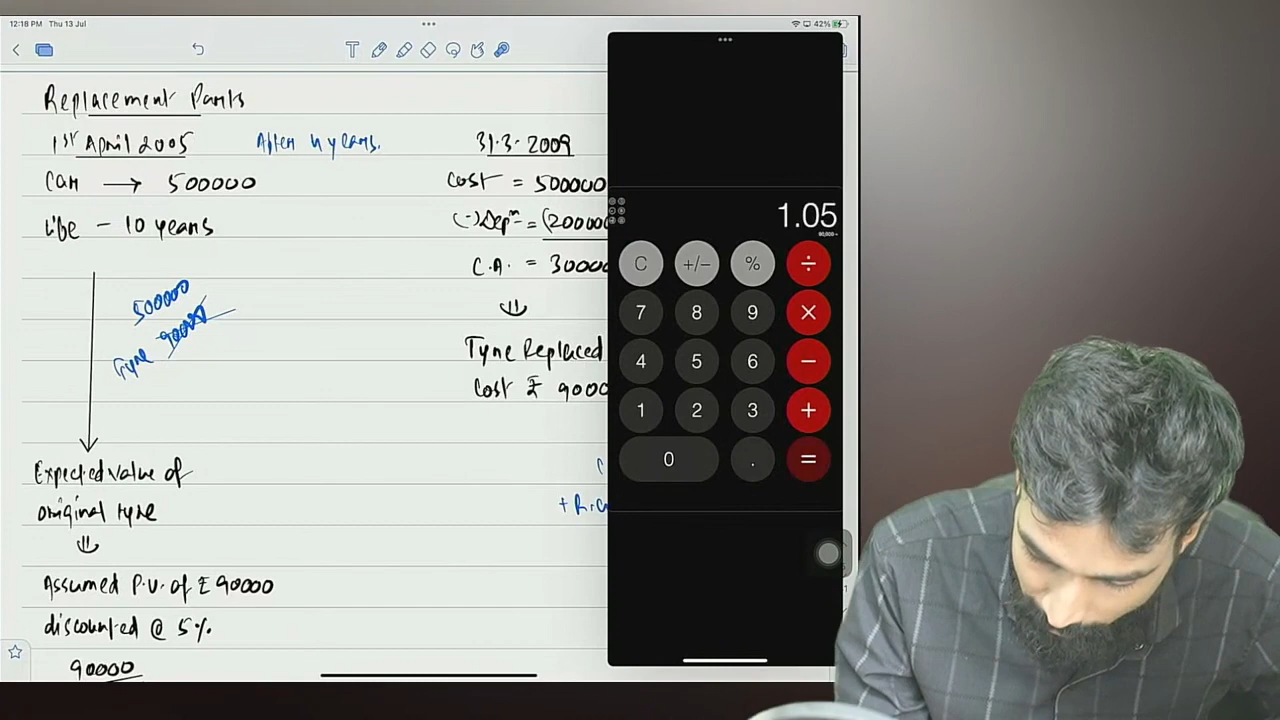 12:18 PM Thu 13 Jul
42%
Replacement Parts
1st April 2005
After 4 years.
31.3.2009
Car → 500000
Cost = 500000
Life - 10 years
(-) Depn = (200000
C.A. = 30000
500000
Tyre 90000
Tyre Replaced
Cost ₹ 9000
Expected value of
original tyre
Assumed P.V. of ₹ 90000
discounted @ 5%
90000
1.05
C +/- % ÷
7 8 9 ×
4 5 6 −
1 2 3 +
0 . =